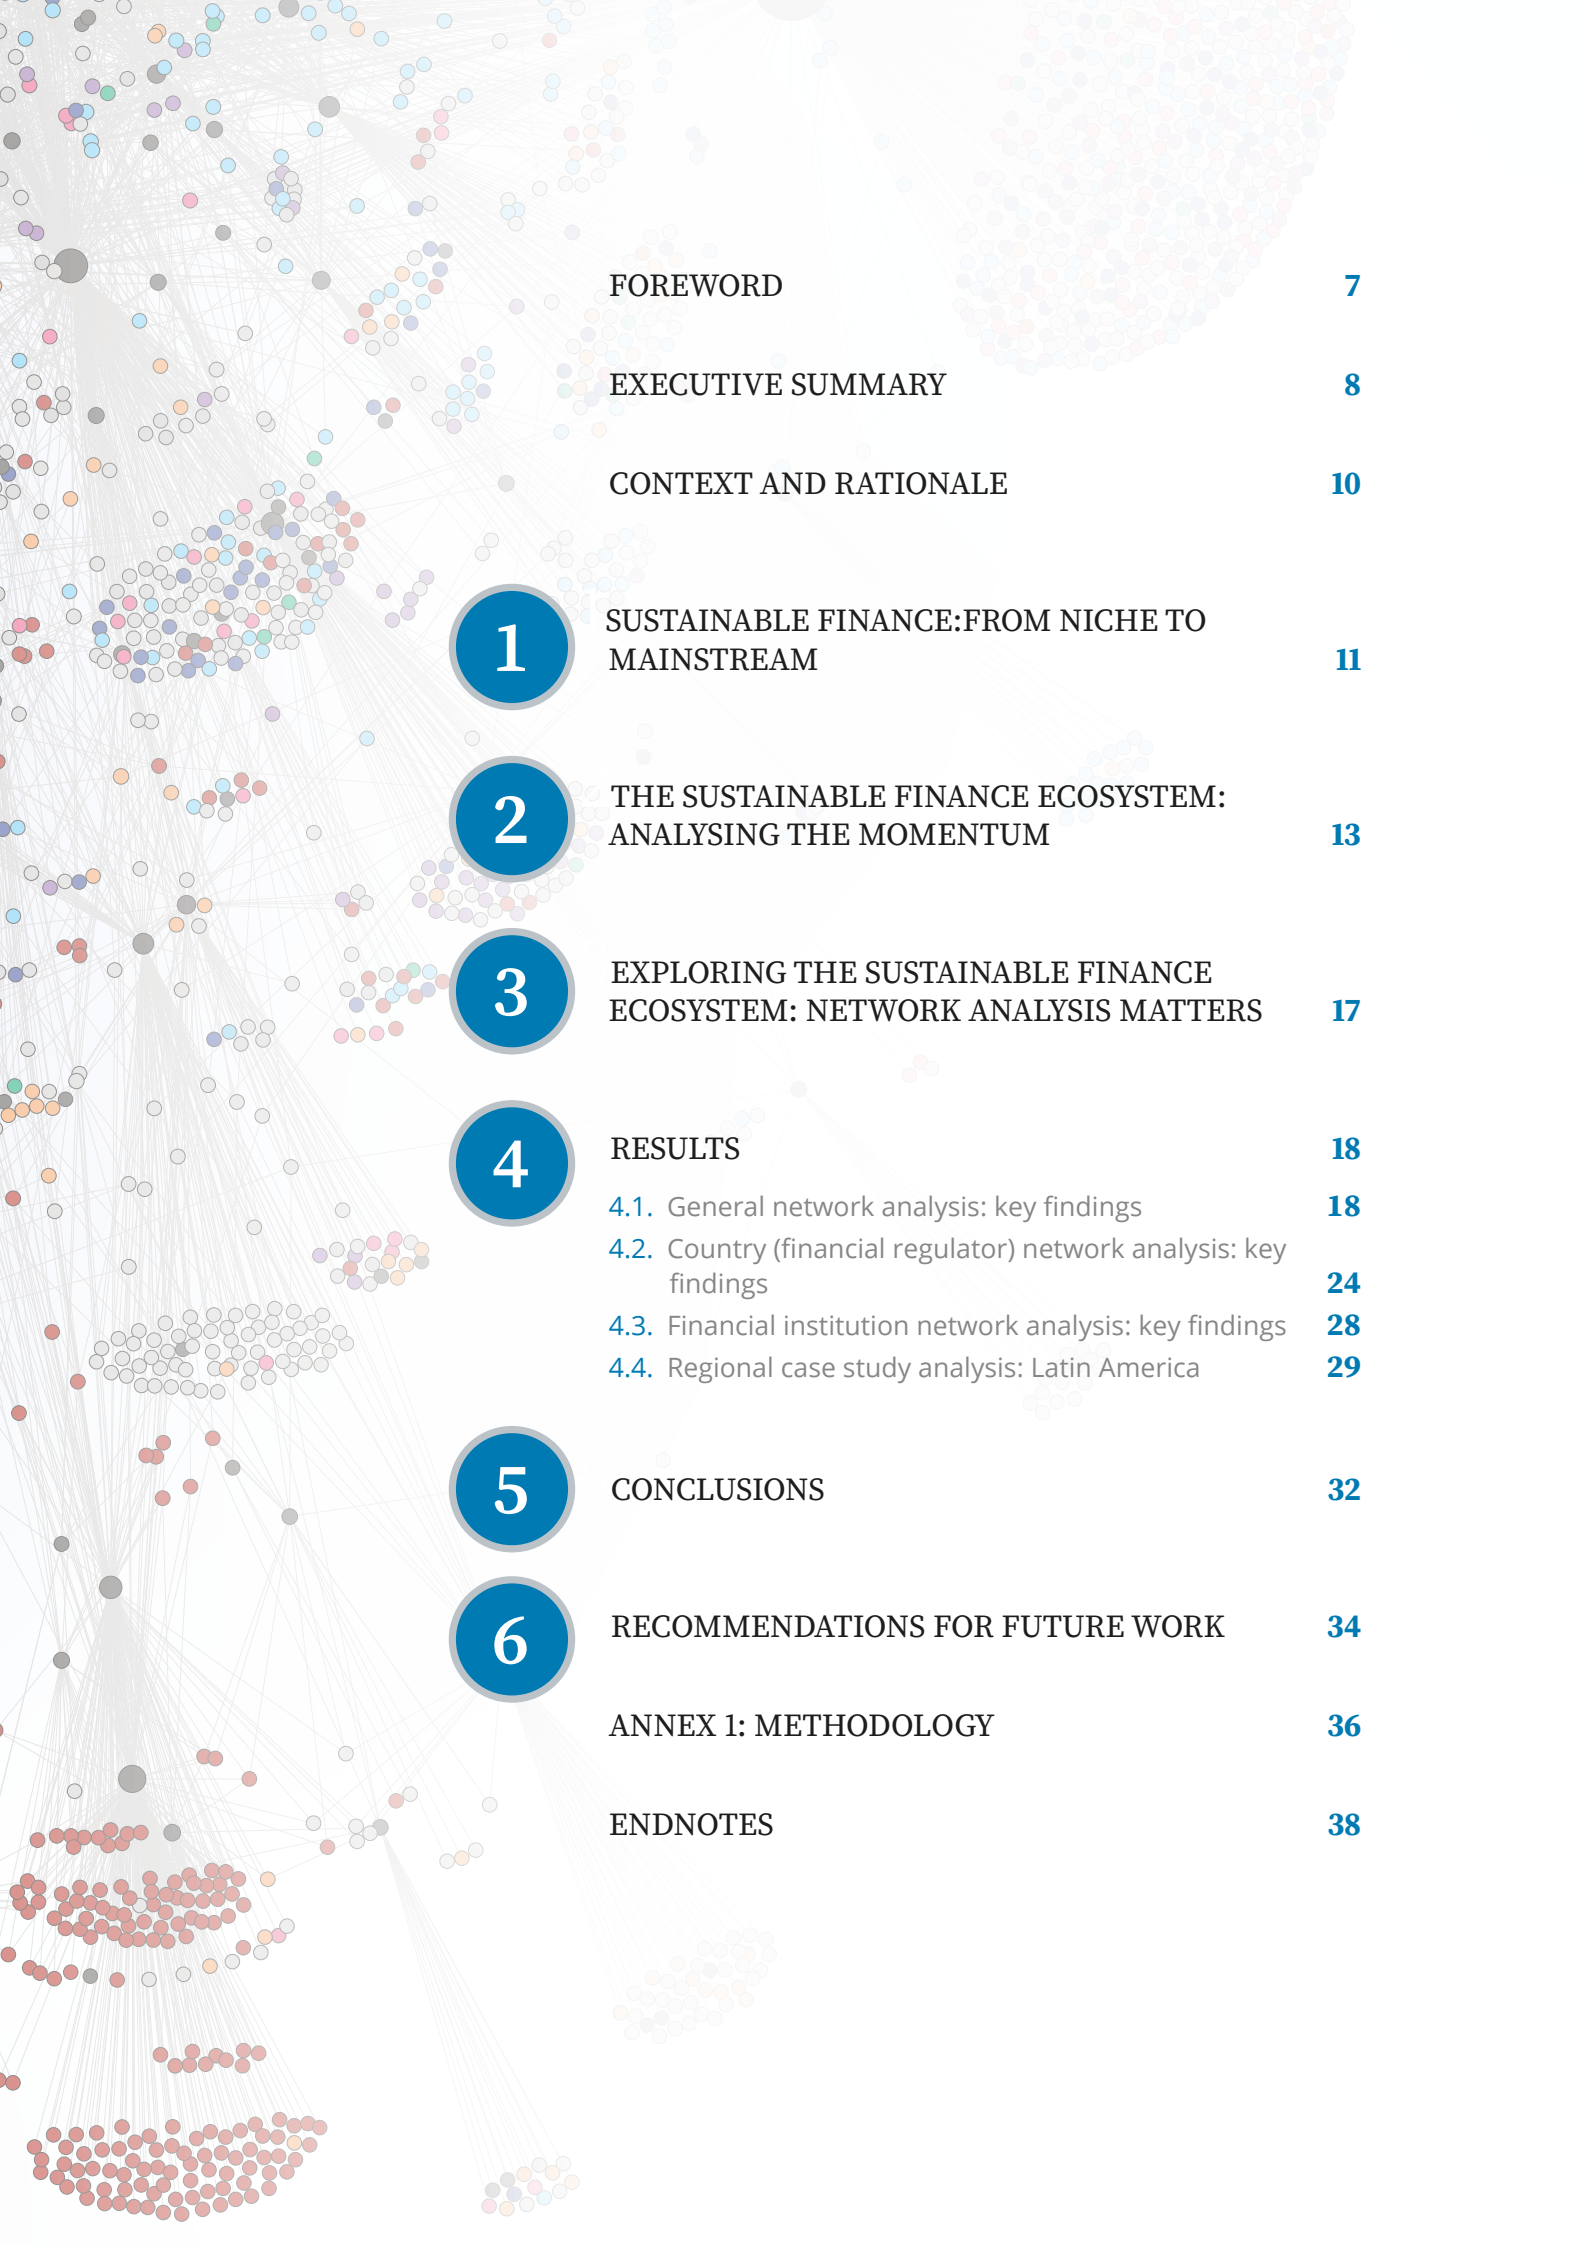 FOREWORD 7
EXECUTIVE SUMMARY 8
CONTEXT AND RATIONALE 10
1
SUSTAINABLE FINANCE:FROM NICHE TO
MAINSTREAM 11
2
THE SUSTAINABLE FINANCE ECOSYSTEM:
ANALYSING THE MOMENTUM 13
3
EXPLORING THE SUSTAINABLE FINANCE
ECOSYSTEM: NETWORK ANALYSIS MATTERS 17
4
RESULTS 18
4.1. General network analysis: key findings 18
4.2. Country (financial regulator) network analysis: key
findings 24
4.3. Financial institution network analysis: key findings 28
4.4. Regional case study analysis: Latin America 29
5
CONCLUSIONS 32
6
RECOMMENDATIONS FOR FUTURE WORK 34
ANNEX 1: METHODOLOGY 36
ENDNOTES 38